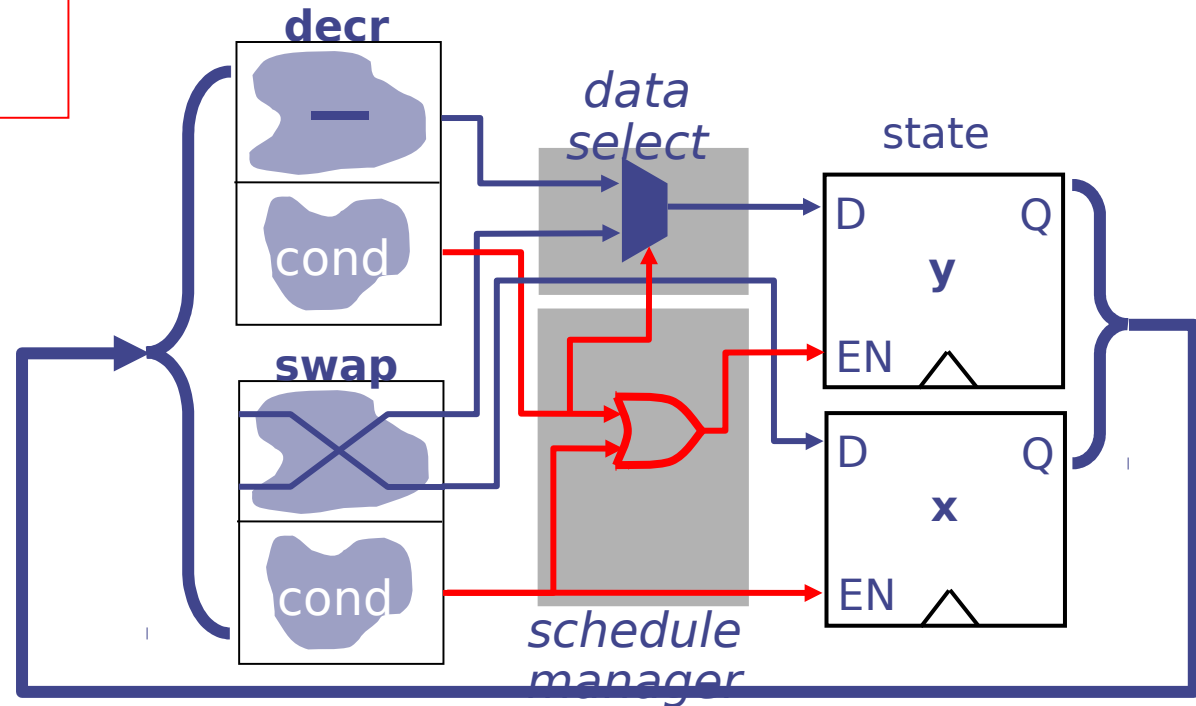 decr
data
select
state
D
Q
y
cond
EN
swap
D
Q
x
cond
EN
schedule
manager